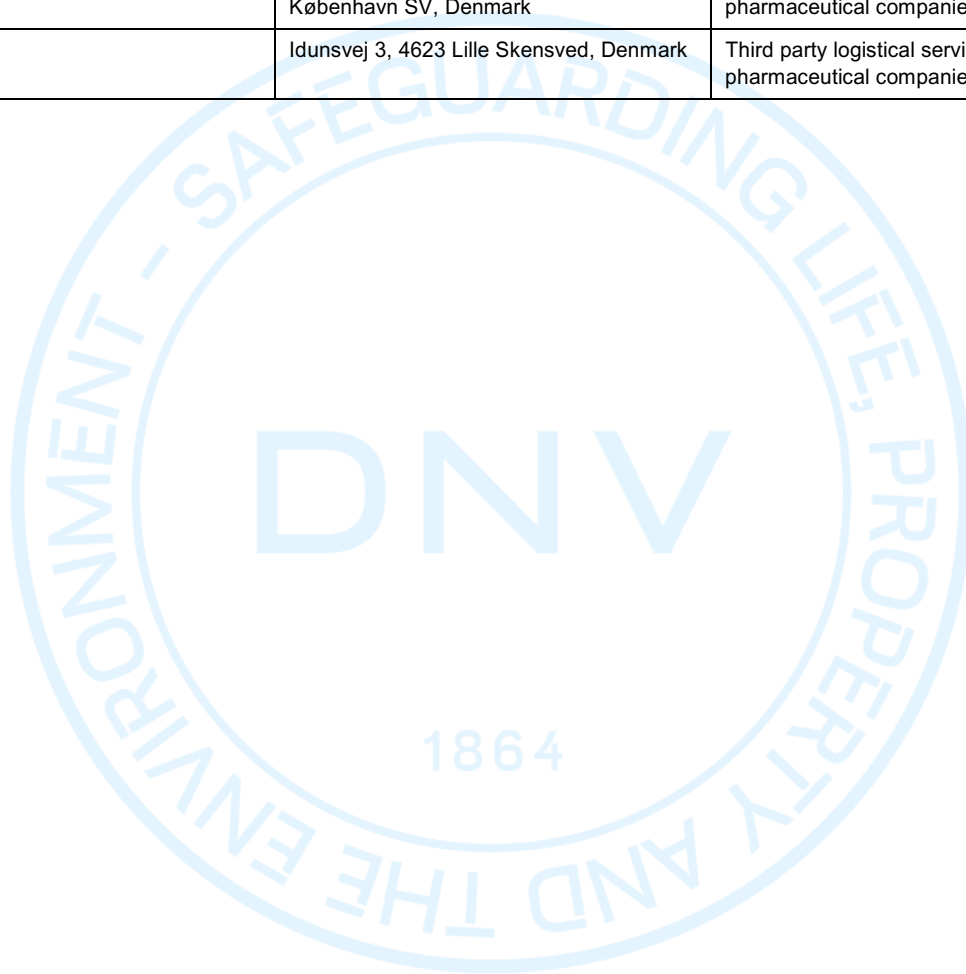 København SV, Denmark
pharmaceutical companie
Idunsvej 3, 4623 Lille Skensved, Denmark
Third party logistical servi
pharmaceutical companie
SAFEGUARDING LIFE, PROPERTY AND THE ENVIRONMENT -
DNV
1864